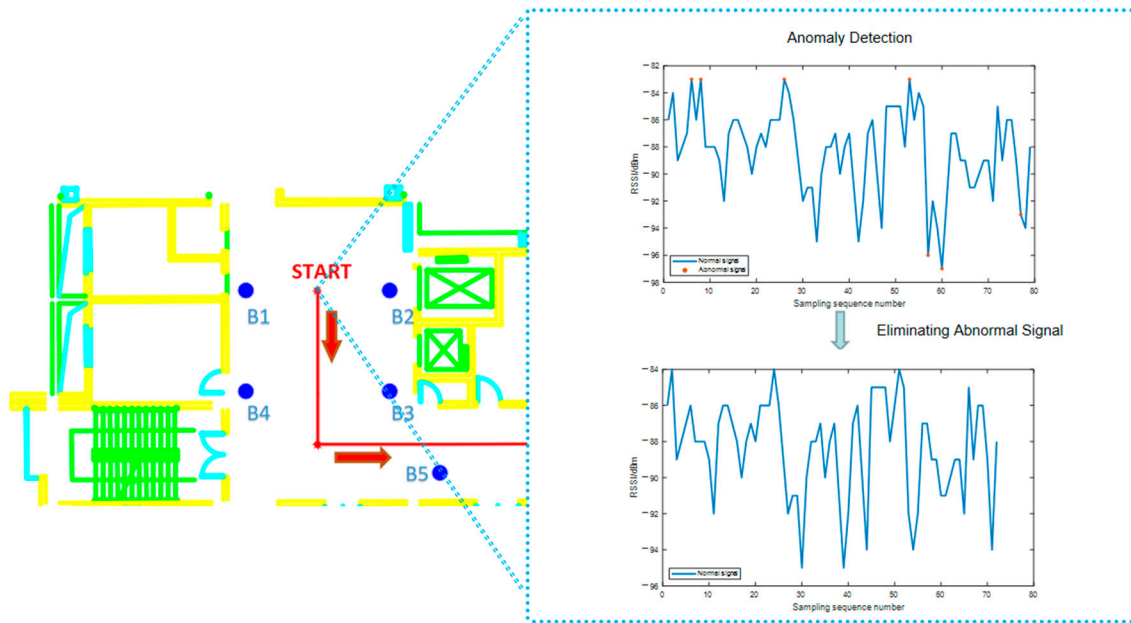 START
B1
B2
B4
B3
B5
Anomaly Detection
−82
−84
−86
−88
−90
−92
−94
−96
−98
RSSI/dBm
Normal signal
Abnormal signal
0 10 20 30 40 50 60 70 80
Sampling sequence number
Eliminating Abnormal Signal
−84
−86
−88
−90
−92
−94
−96
RSSI/dBm
Normal signal
0 10 20 30 40 50 60 70 80
Sampling sequence number